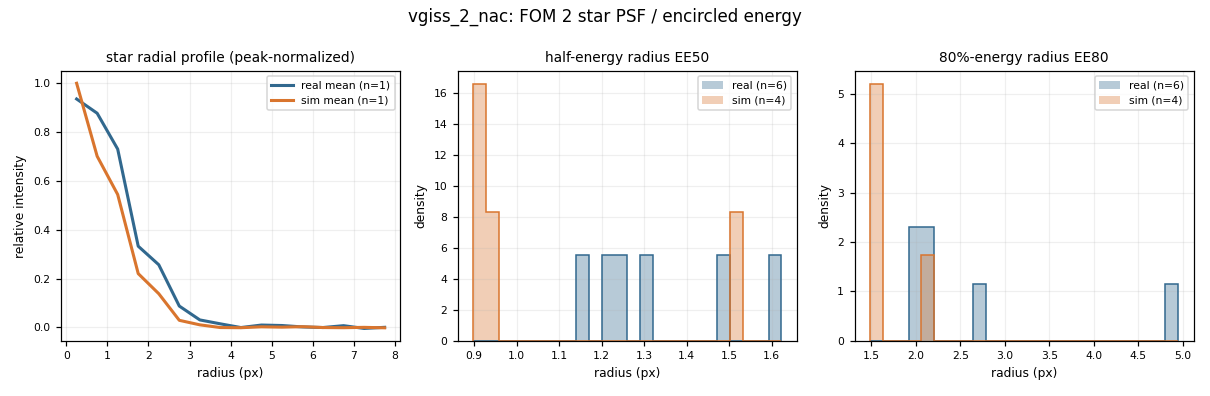 vgiss_2_nac: FOM 2 star PSF / encircled energy
star radial profile (peak-normalized)
relative intensity
1.0
0.8
0.6
0.4
0.2
0.0
0 1 2 3 4 5 6 7 8
radius (px)
real mean (n=1)
sim mean (n=1)
half-energy radius EE50
density
16
14
12
10
8
6
4
2
0
0.9 1.0 1.1 1.2 1.3 1.4 1.5 1.6
radius (px)
real (n=6)
sim (n=4)
80%-energy radius EE80
density
5
4
3
2
1
0
1.5 2.0 2.5 3.0 3.5 4.0 4.5 5.0
radius (px)
real (n=6)
sim (n=4)